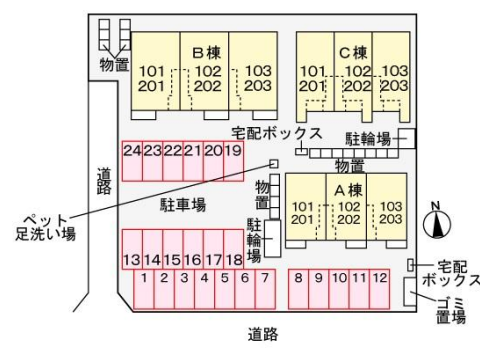 物置
B棟
101 102 103
201 202 203
C棟
101 102 103
201 202 203
宅配ボックス
駐輪場
物置
24 23 22 21 20 19
道路
駐車場
ペット
足洗い場
物置
駐輪場
A棟
101 102 103
201 202 203
N
13 14 15 16 17 18
1 2 3 4 5 6 7
8 9 10 11 12
宅配
ボックス
ゴミ
置場
道路